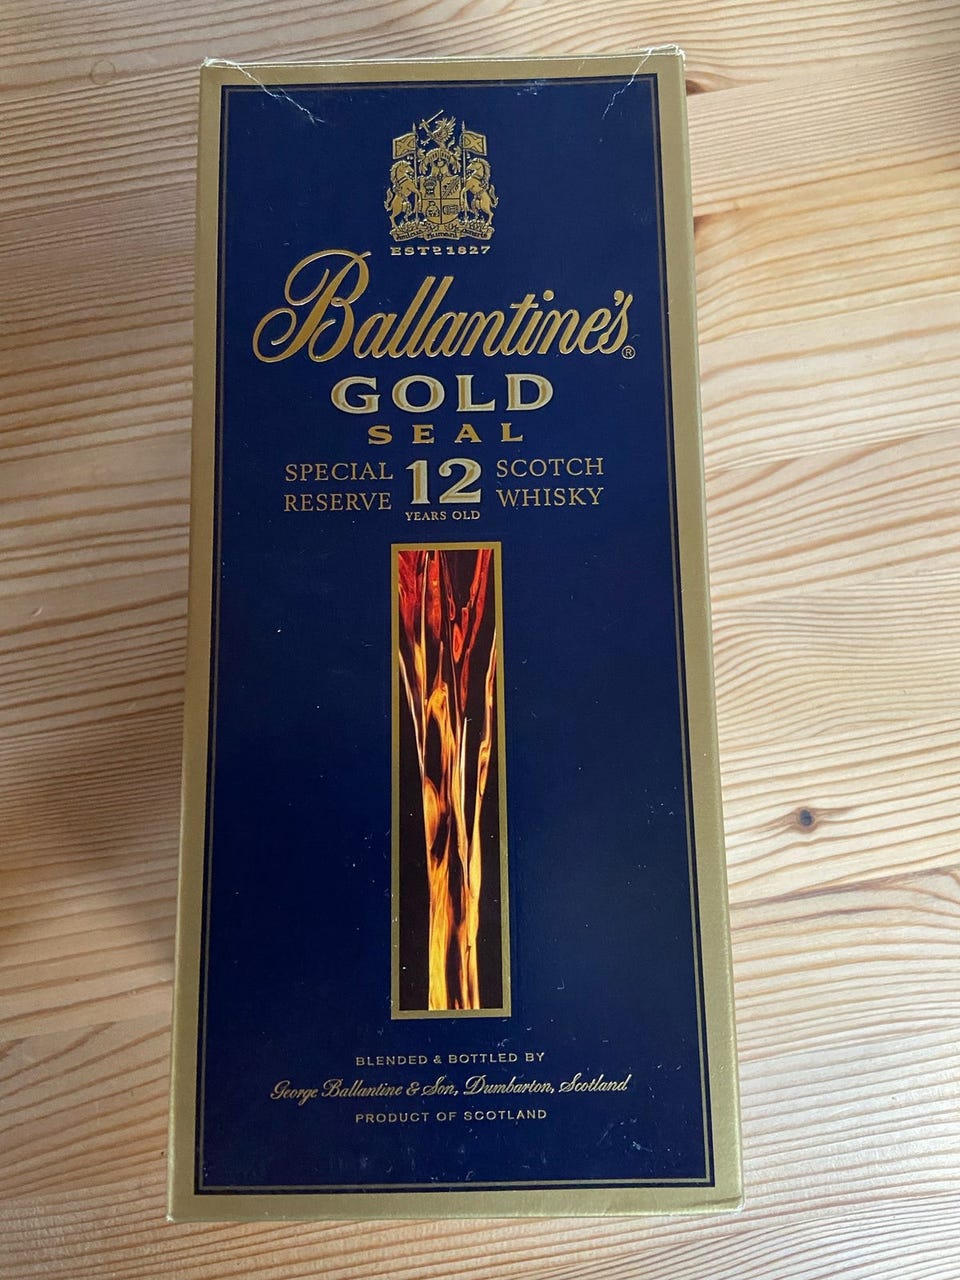 ESTD 1827
Ballantine's®
GOLD
SEAL
SPECIAL RESERVE
12
YEARS OLD
SCOTCH WHISKY
BLENDED & BOTTLED BY
George Ballantine & Son, Dumbarton, Scotland
PRODUCT OF SCOTLAND